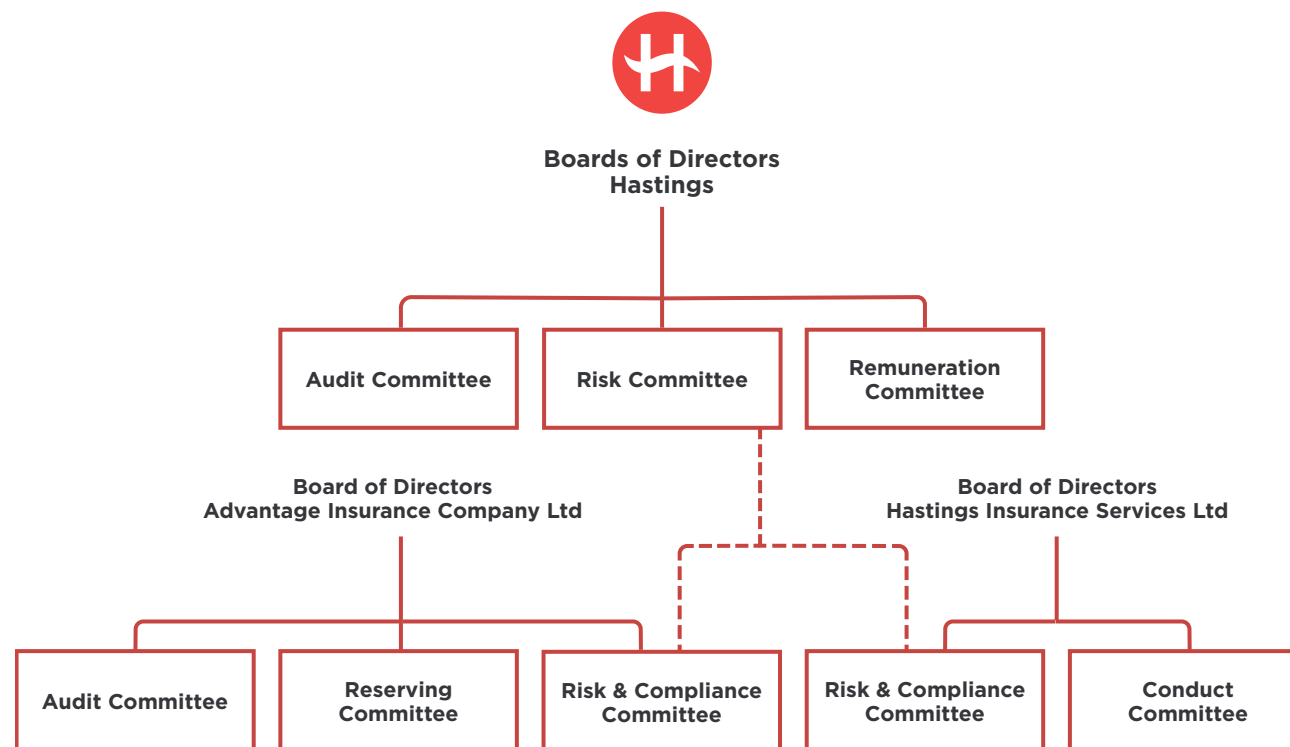 H
Boards of Directors
Hastings
Audit Committee
Risk Committee
Remuneration
Committee
Board of Directors
Advantage Insurance Company Ltd
Board of Directors
Hastings Insurance Services Ltd
Audit Committee
Reserving
Committee
Risk & Compliance
Committee
Risk & Compliance
Committee
Conduct
Committee